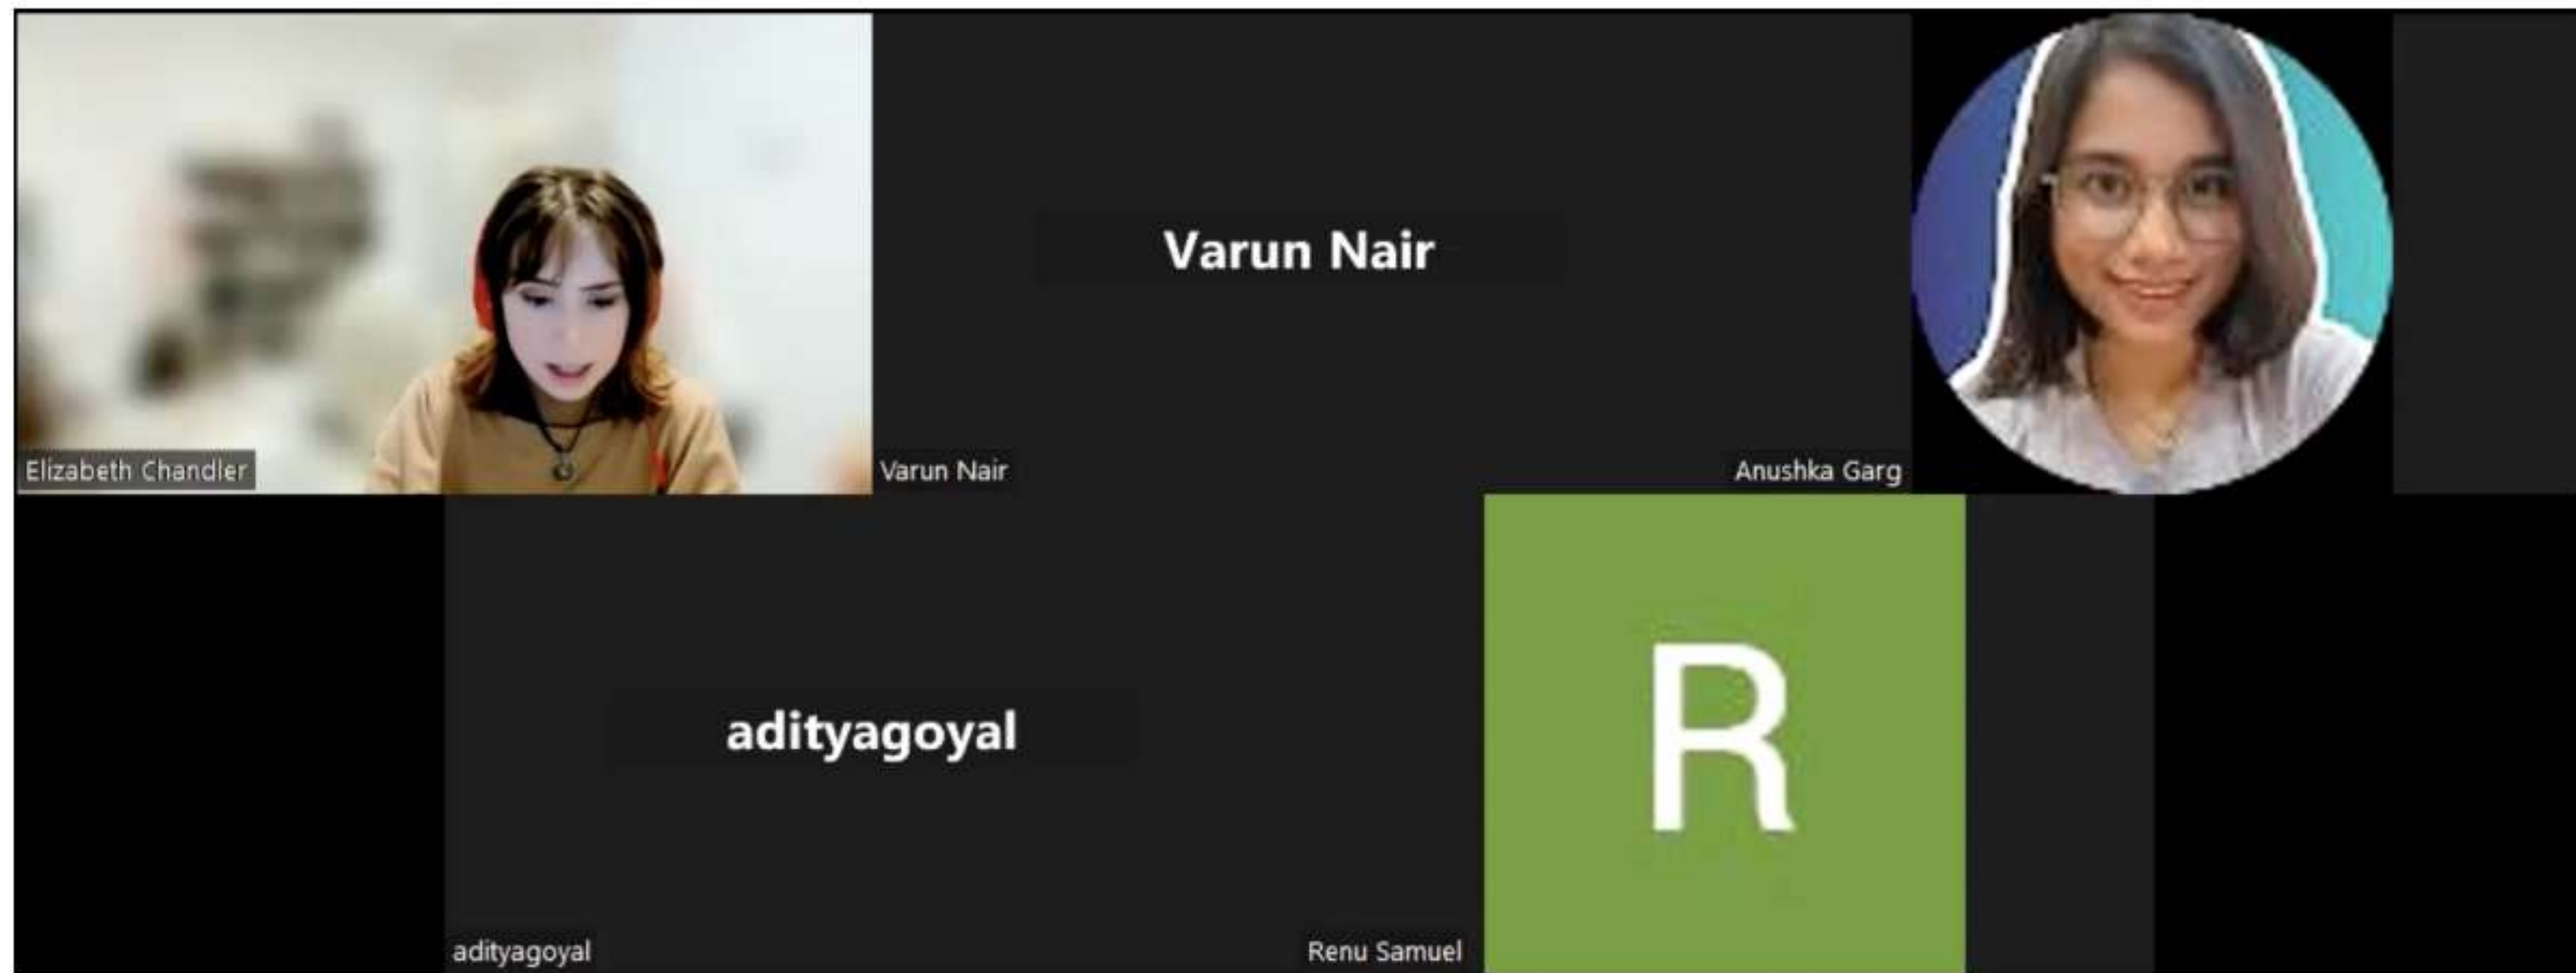 Varun Nair
Elizabeth Chandler
Varun Nair
Anushka Garg
adityagoyal
R
adityagoyal
Renu Samuel